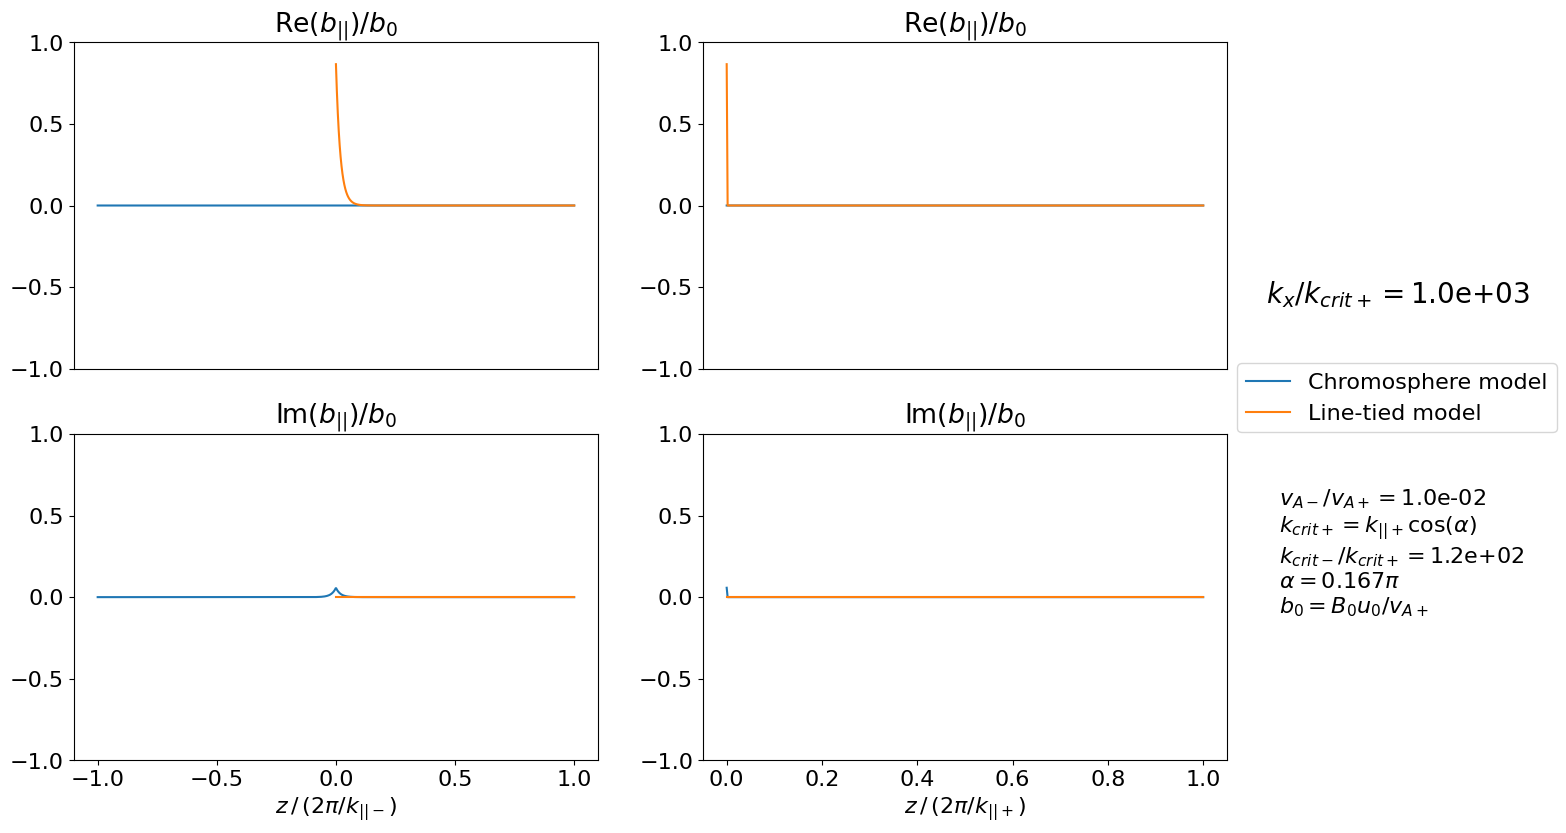 Re(b_{||})/b_0
Re(b_{||})/b_0
1.0
0.5
0.0
−0.5
−1.0
1.0
0.5
0.0
−0.5
−1.0
k_x/k_{crit+} = 1.0e+03
Chromosphere model
Line-tied model
Im(b_{||})/b_0
Im(b_{||})/b_0
1.0
0.5
0.0
−0.5
−1.0
1.0
0.5
0.0
−0.5
−1.0
v_{A−}/v_{A+} = 1.0e-02
k_{crit+} = k_{||+} cos(α)
k_{crit−}/k_{crit+} = 1.2e+02
α = 0.167π
b_0 = B_0u_0/v_{A+}
−1.0 −0.5 0.0 0.5 1.0
0.0 0.2 0.4 0.6 0.8 1.0
z / (2π/k_{||−})
z / (2π/k_{||+})